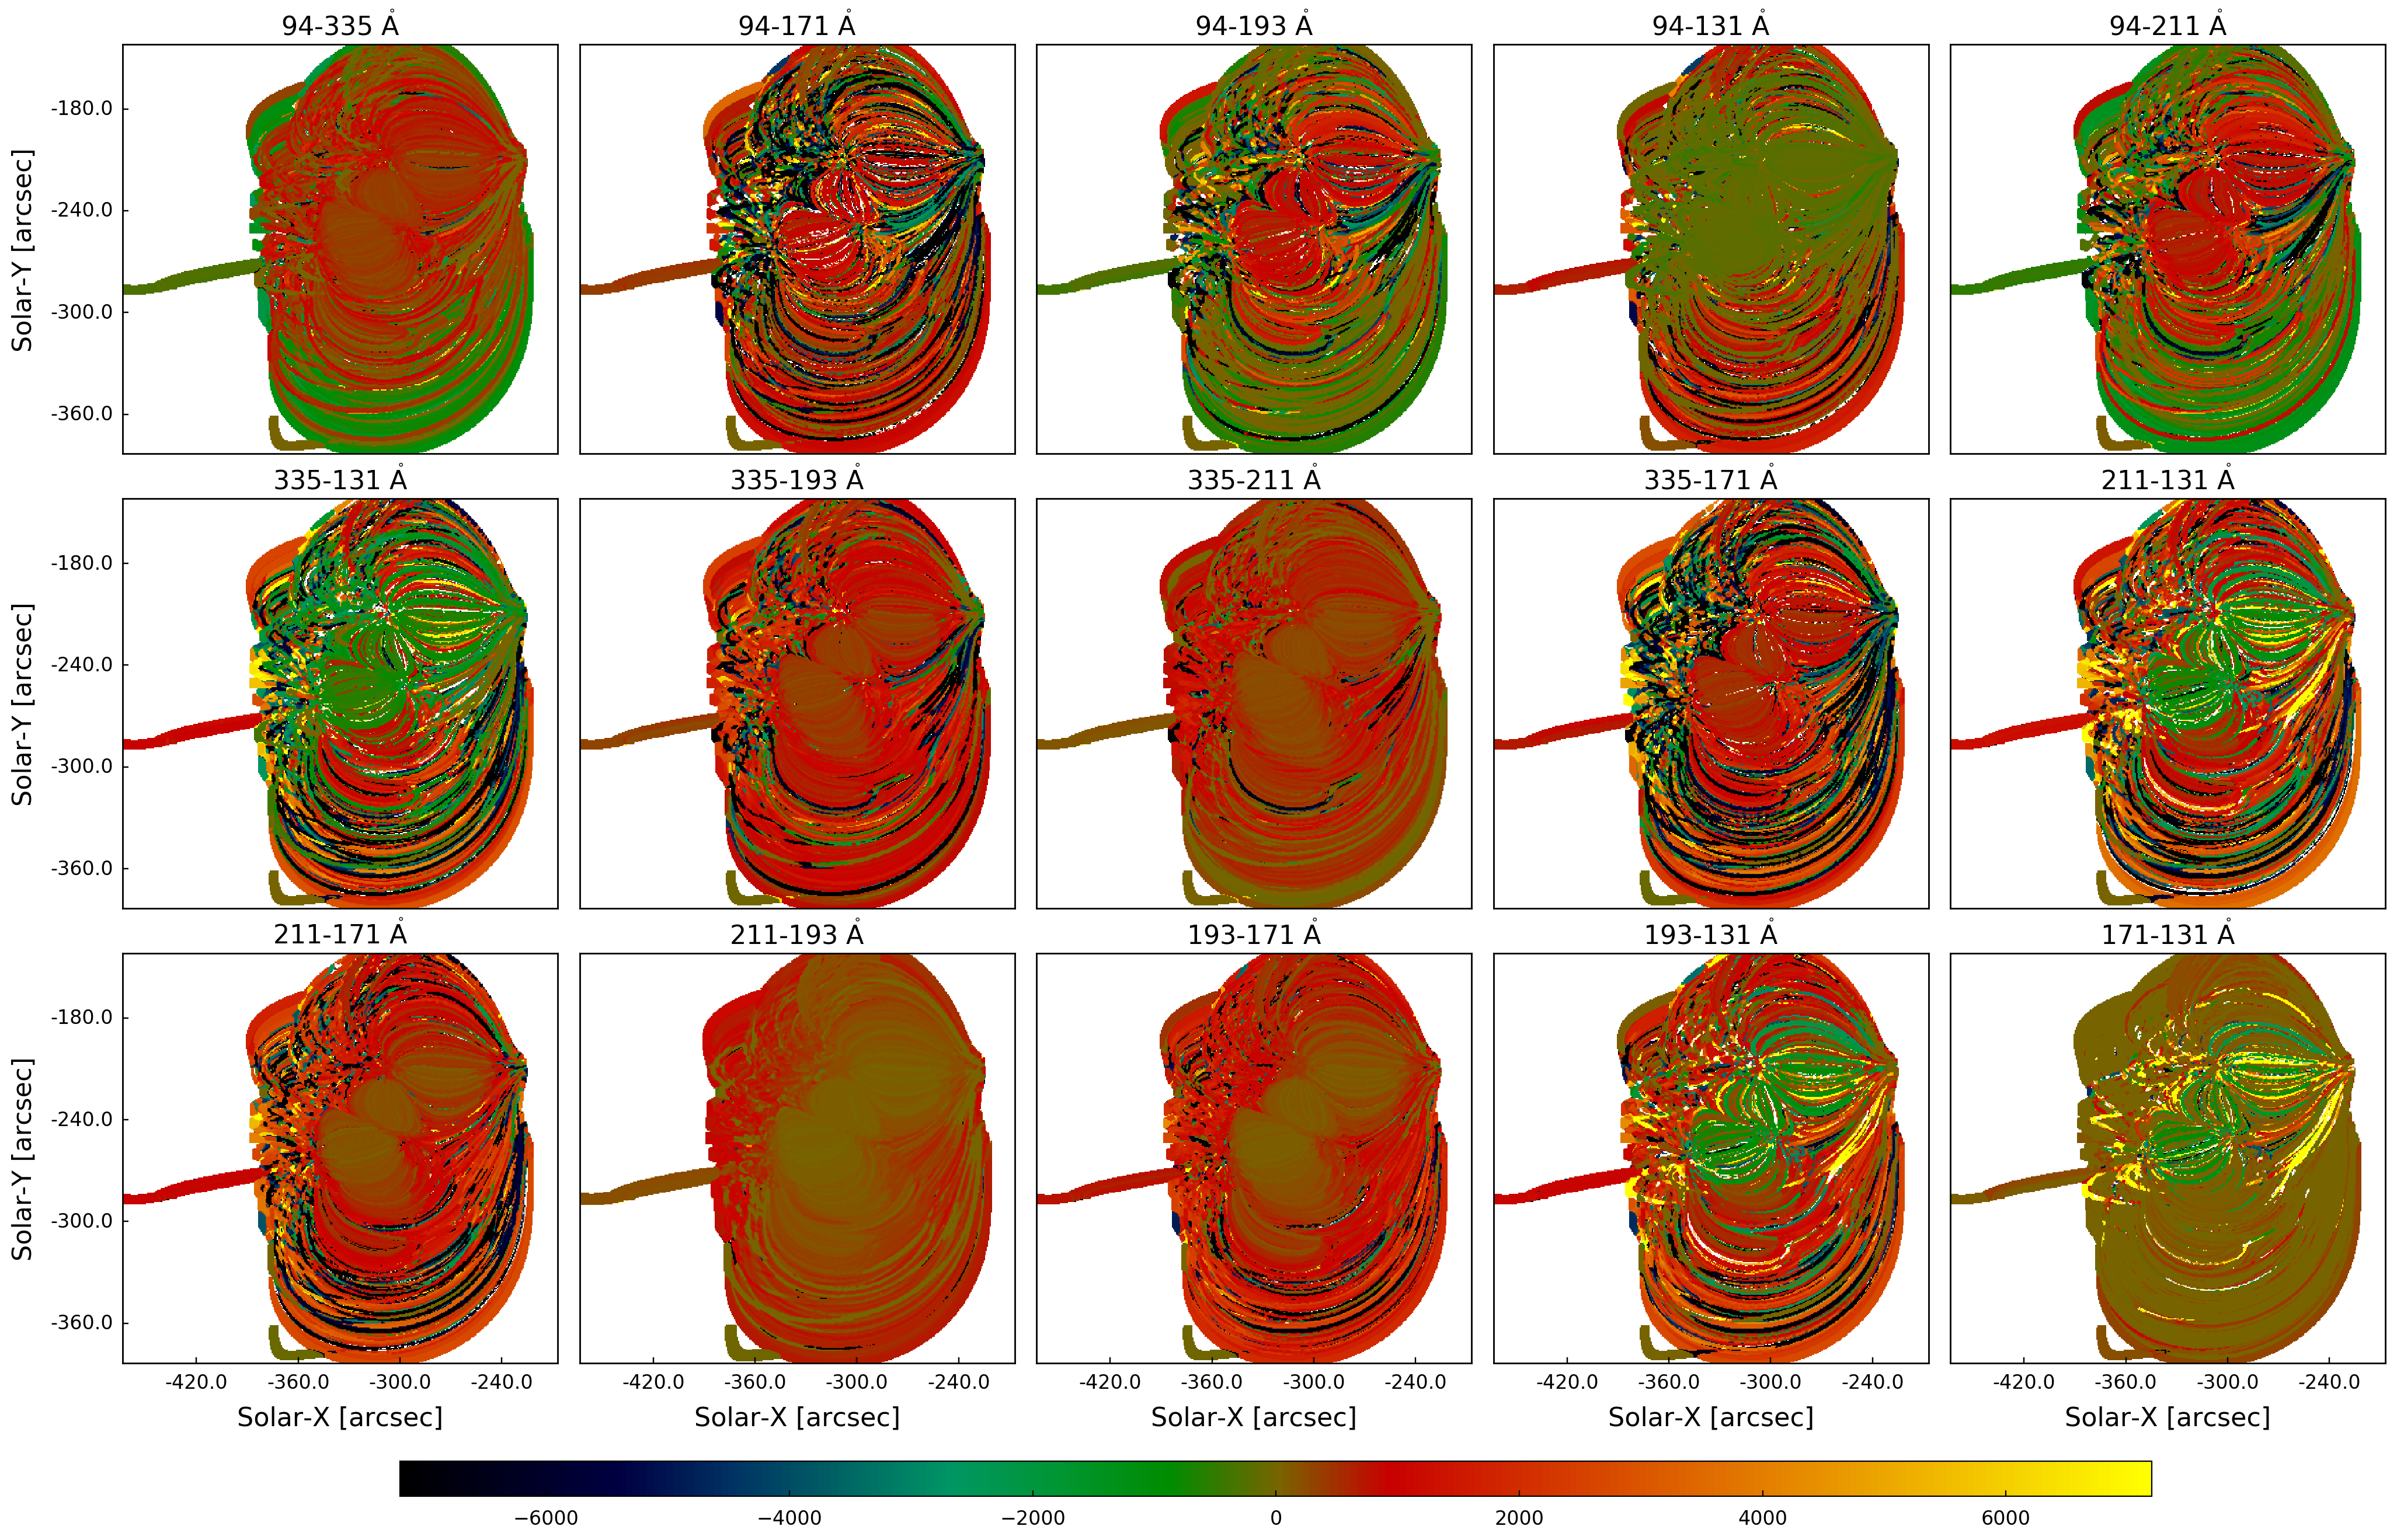 94-335 Å
94-171 Å
94-193 Å
94-131 Å
94-211 Å
Solar-Y [arcsec]
-180.0
-240.0
-300.0
-360.0
335-131 Å
335-193 Å
335-211 Å
335-171 Å
211-131 Å
Solar-Y [arcsec]
-180.0
-240.0
-300.0
-360.0
211-171 Å
211-193 Å
193-171 Å
193-131 Å
171-131 Å
Solar-Y [arcsec]
-180.0
-240.0
-300.0
-360.0
-420.0 -360.0 -300.0 -240.0
-420.0 -360.0 -300.0 -240.0
-420.0 -360.0 -300.0 -240.0
-420.0 -360.0 -300.0 -240.0
-420.0 -360.0 -300.0 -240.0
Solar-X [arcsec]
Solar-X [arcsec]
Solar-X [arcsec]
Solar-X [arcsec]
Solar-X [arcsec]
−6000 −4000 −2000 0 2000 4000 6000